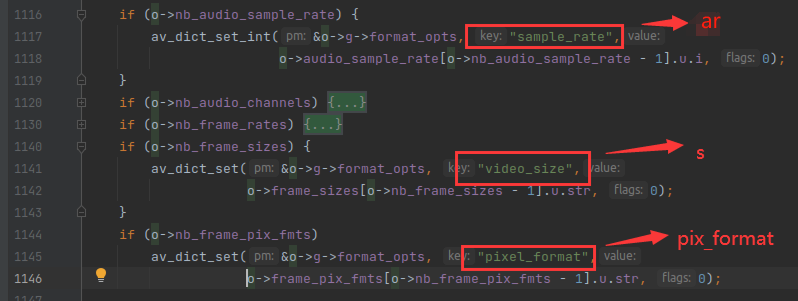 1116 if (o->nb_audio_sample_rate) { ar
1117 av_dict_set_int( pm: &o->g->format_opts, key: "sample_rate", value:
1118 o->audio_sample_rate[o->nb_audio_sample_rate - 1].u.i, flags: 0);
1119 }
1120 if (o->nb_audio_channels) {...}
1130 if (o->nb_frame_rates) {...}
1140 if (o->nb_frame_sizes) { s
1141 av_dict_set( pm: &o->g->format_opts, key: "video_size", value:
1142 o->frame_sizes[o->nb_frame_sizes - 1].u.str, flags: 0);
1143 }
1144 if (o->nb_frame_pix_fmts) pix_format
1145 av_dict_set( pm: &o->g->format_opts, key: "pixel_format", value:
1146 o->frame_pix_fmts[o->nb_frame_pix_fmts - 1].u.str, flags: 0);